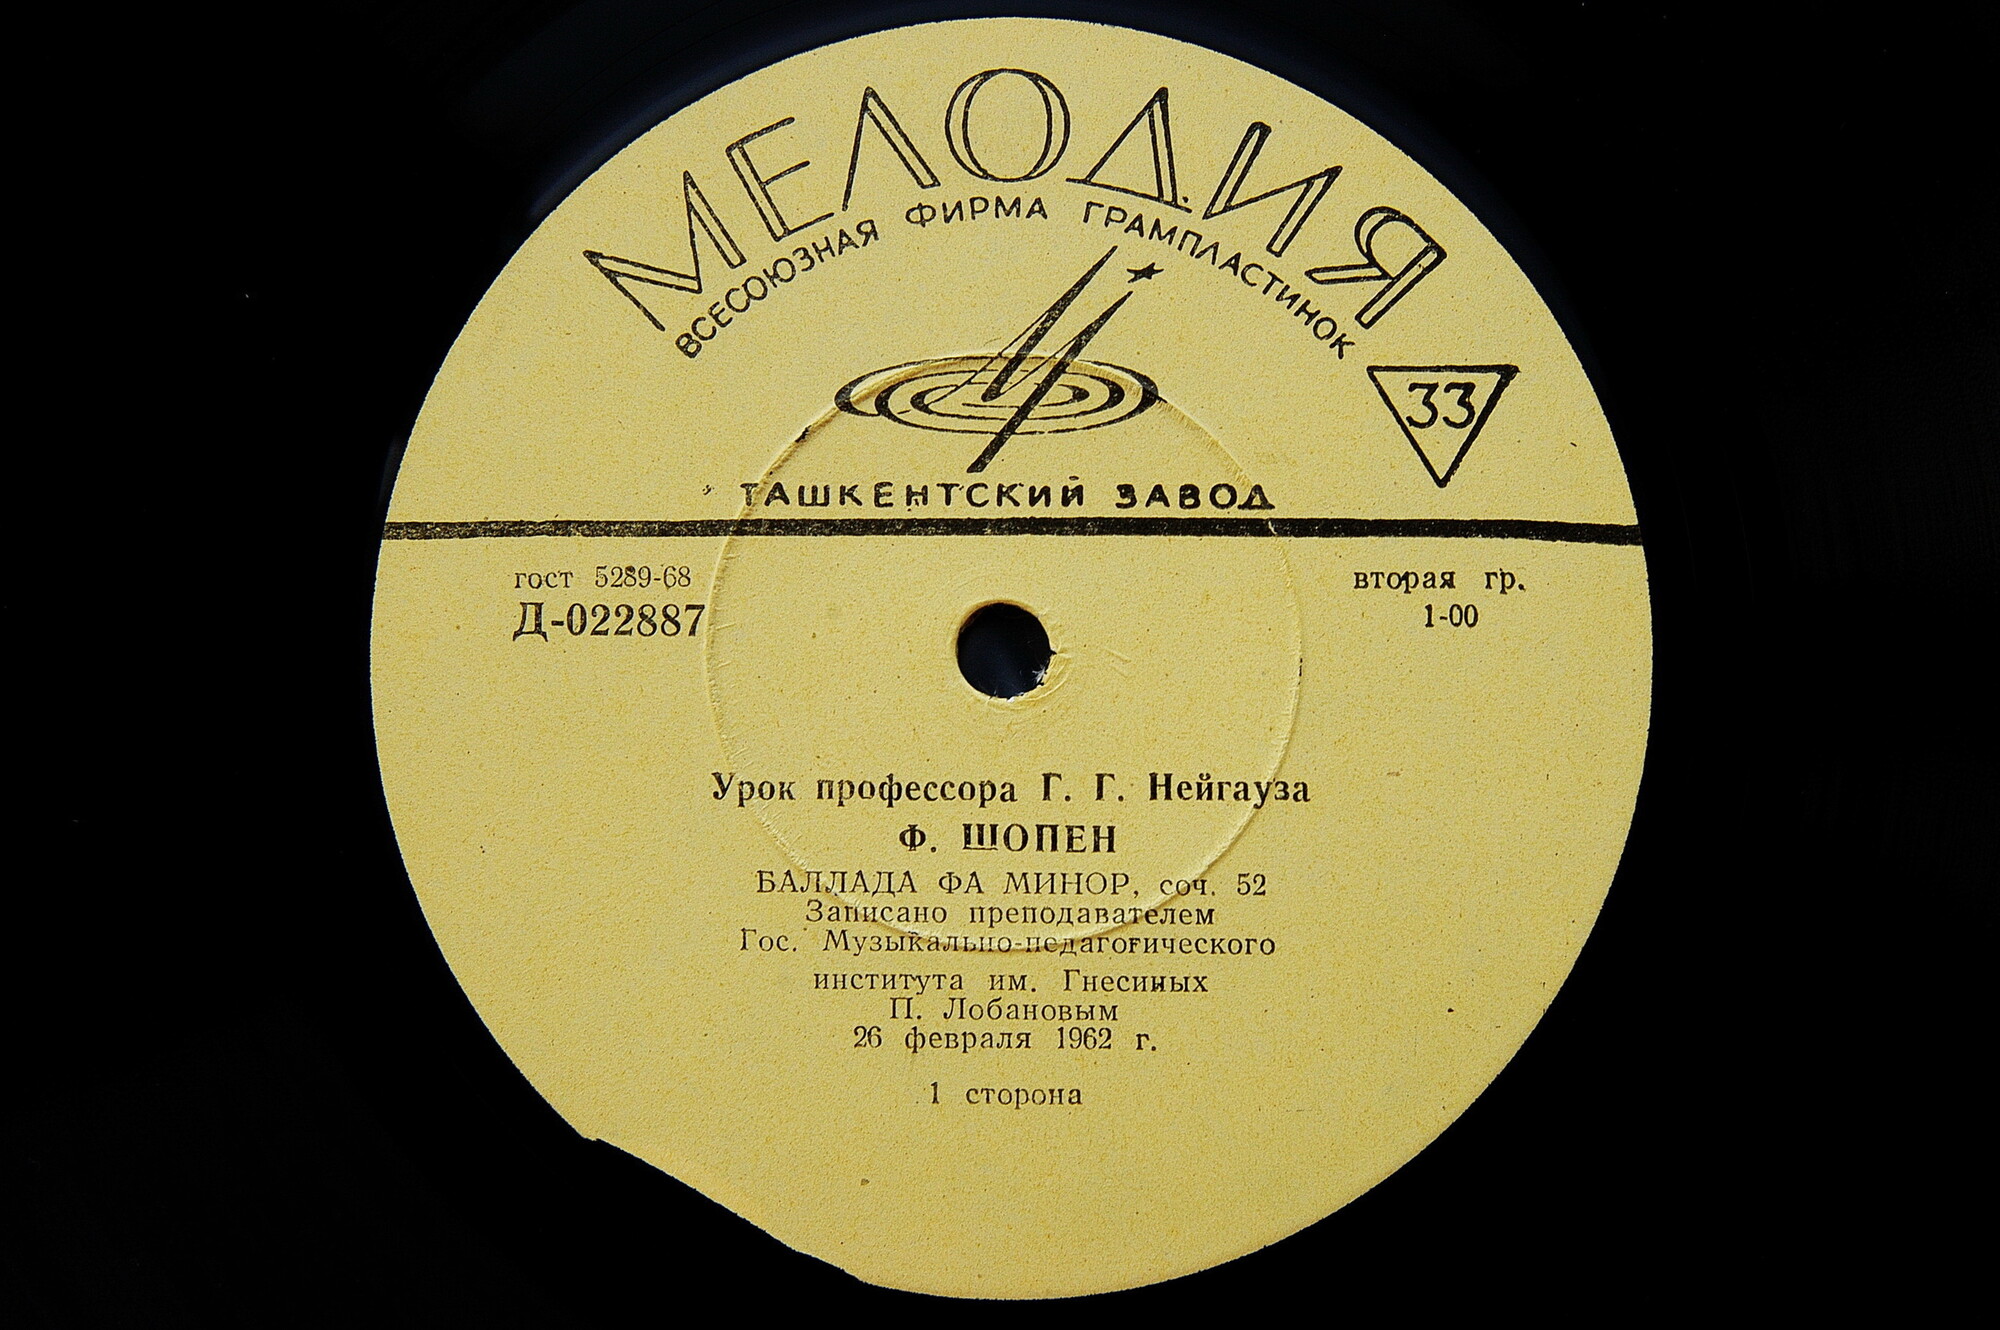 МЕЛОДИЯ
ВСЕСОЮЗНАЯ ФИРМА ГРАМПЛАСТИНОК
33
ТАШКЕНТСКИЙ ЗАВОД
гост 5289-68
вторая гр.
Д-022887
1-00
Урок профессора Г. Г. Нейгауза
Ф. ШОПЕН
БАЛЛАДА ФА МИНОР, соч. 52
Записано преподавателем
Гос. Музыкально-педагогического
института им. Гнесиных
П. Лобановым
26 февраля 1962 г.
1 сторона